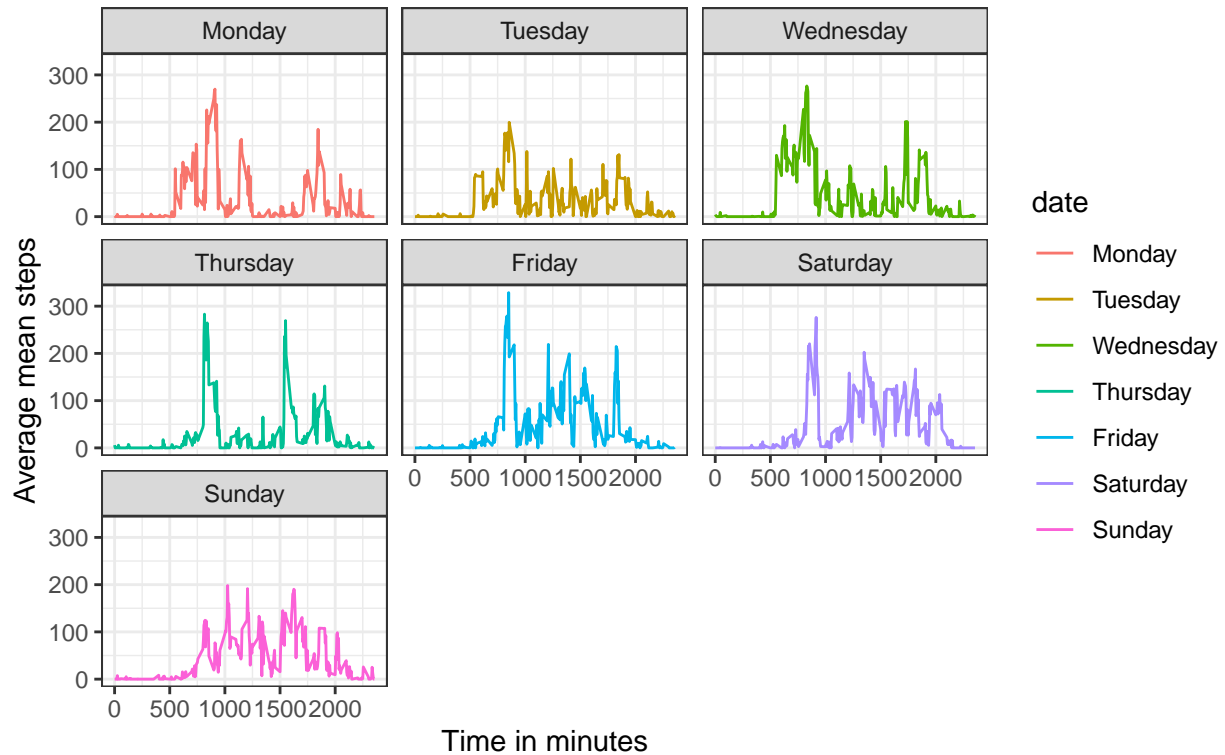 Monday Tuesday Wednesday
300
200
100
0
Thursday Friday Saturday
300
200
100
0
0 500 1000 1500 2000 0 500 1000 1500 2000
Sunday
300
200
100
0
0 500 1000 1500 2000
Average mean steps
Time in minutes
date
Monday
Tuesday
Wednesday
Thursday
Friday
Saturday
Sunday